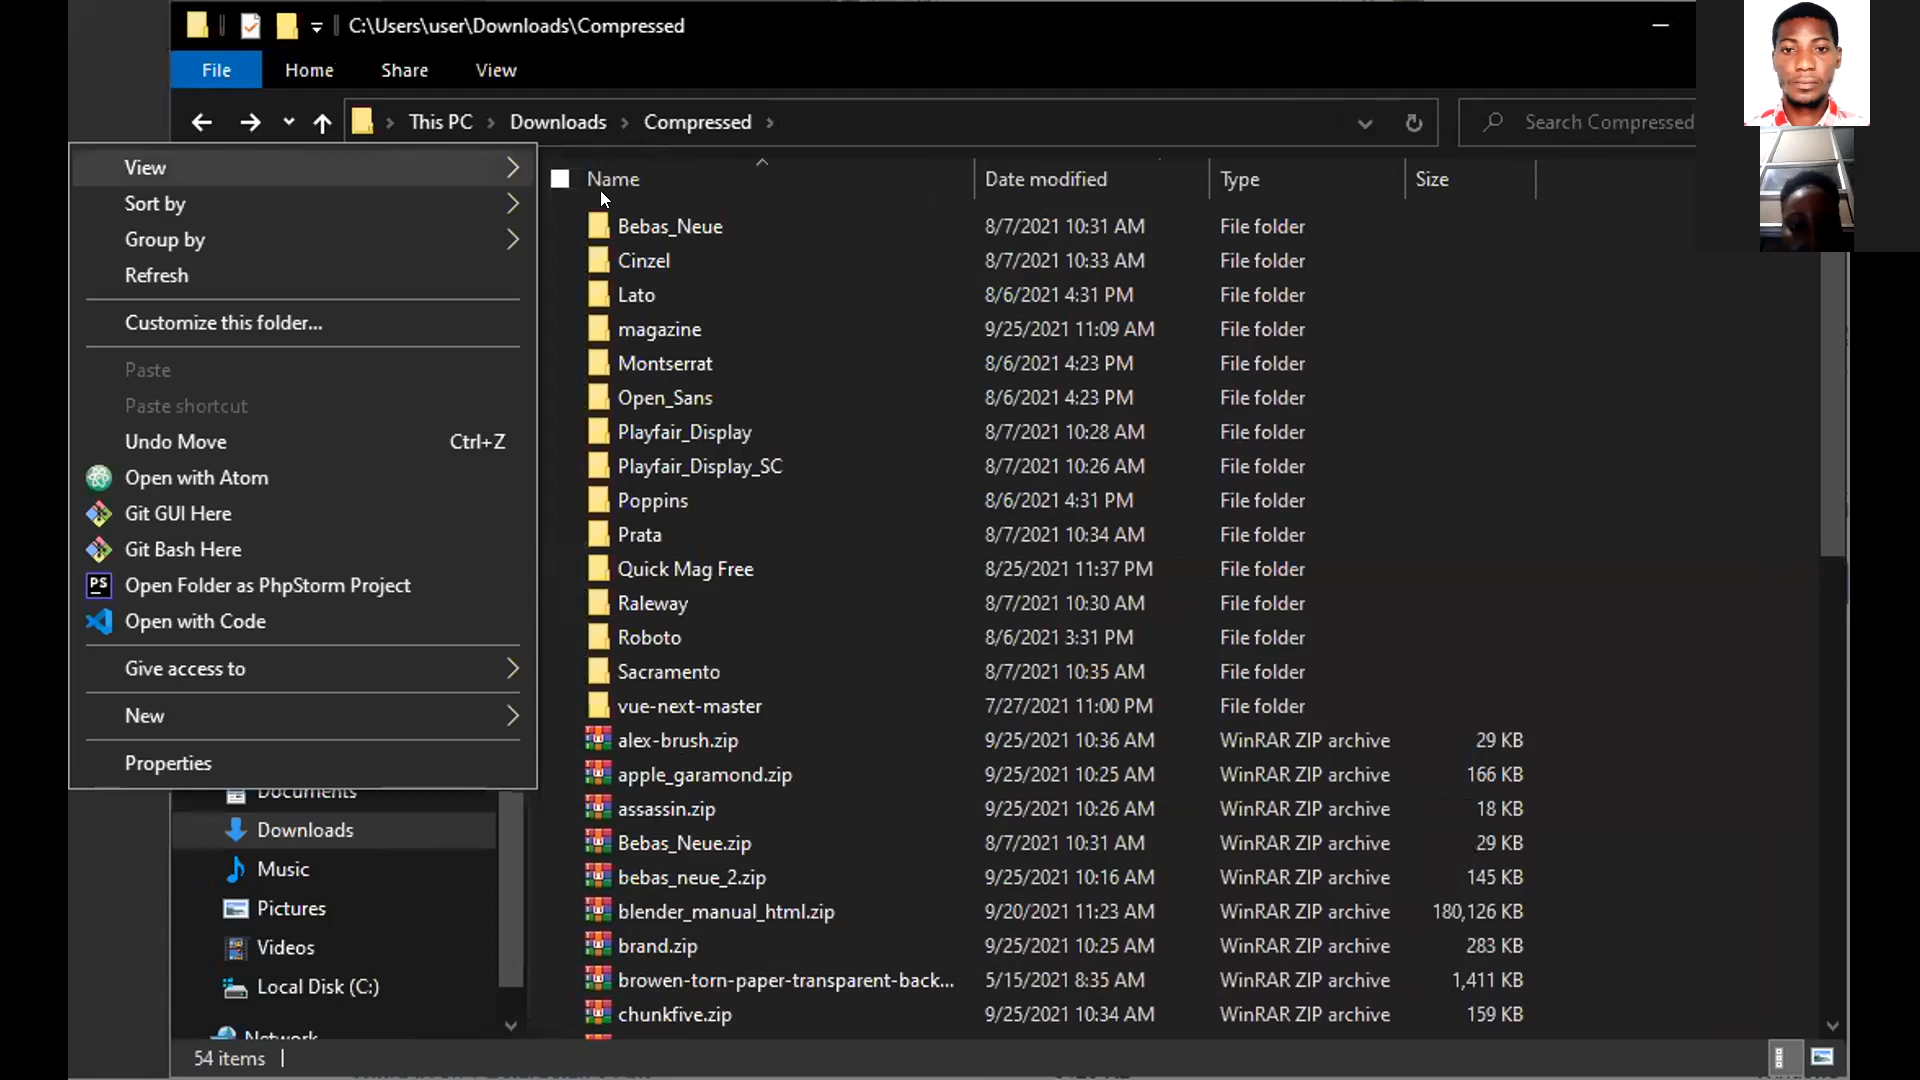 C:\Users\user\Downloads\Compressed
File Home Share View
This PC Downloads Compressed Search Compressed
View
Sort by
Group by
Refresh
Customize this folder...
Paste
Paste shortcut
Undo Move Ctrl+Z
Open with Atom
Git GUI Here
Git Bash Here
PS Open Folder as PhpStorm Project
Open with Code
Give access to
New
Properties
Documents
Downloads
Music
Pictures
Videos
Local Disk (C:)
Network
Name Date modified Type Size
Bebas_Neue 8/7/2021 10:31 AM File folder
Cinzel 8/7/2021 10:33 AM File folder
Lato 8/6/2021 4:31 PM File folder
magazine 9/25/2021 11:09 AM File folder
Montserrat 8/6/2021 4:23 PM File folder
Open_Sans 8/6/2021 4:23 PM File folder
Playfair_Display 8/7/2021 10:28 AM File folder
Playfair_Display_SC 8/7/2021 10:26 AM File folder
Poppins 8/6/2021 4:31 PM File folder
Prata 8/7/2021 10:34 AM File folder
Quick Mag Free 8/25/2021 11:37 PM File folder
Raleway 8/7/2021 10:30 AM File folder
Roboto 8/6/2021 3:31 PM File folder
Sacramento 8/7/2021 10:35 AM File folder
vue-next-master 7/27/2021 11:00 PM File folder
alex-brush.zip 9/25/2021 10:36 AM WinRAR ZIP archive 29 KB
apple_garamond.zip 9/25/2021 10:25 AM WinRAR ZIP archive 166 KB
assassin.zip 9/25/2021 10:26 AM WinRAR ZIP archive 18 KB
Bebas_Neue.zip 8/7/2021 10:31 AM WinRAR ZIP archive 29 KB
bebas_neue_2.zip 9/25/2021 10:16 AM WinRAR ZIP archive 145 KB
blender_manual_html.zip 9/20/2021 11:23 AM WinRAR ZIP archive 180,126 KB
brand.zip 9/25/2021 10:25 AM WinRAR ZIP archive 283 KB
browen-torn-paper-transparent-back... 5/15/2021 8:35 AM WinRAR ZIP archive 1,411 KB
chunkfive.zip 9/25/2021 10:34 AM WinRAR ZIP archive 159 KB
54 items